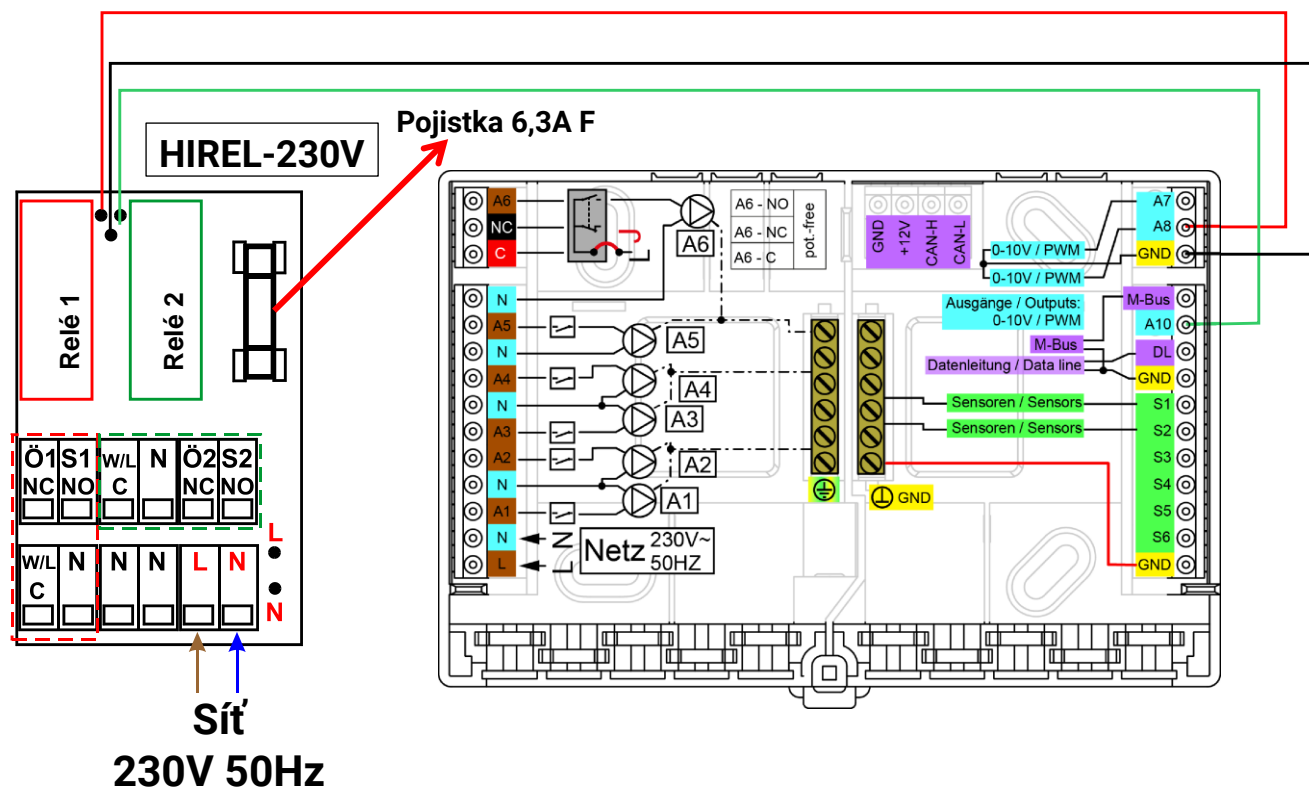 Pojistka 6,3A F
HIREL-230V
Relé 1
Relé 2
Ö1 S1 W/L N Ö2 S2
NC NO C NC NO
L
W/L N N N L N
C
N
Síť
230V 50Hz
A6
NC
C
N
A5
N
A4
N
A3
A2
N
A1
N
L
L
A6
A5
A4
A3
A2
A1
N
L
Netz 230V~
50HZ
A6 - NO
A6 - NC
A6 - C
pot.-free
GND
+12V
CAN-H
CAN-L
0-10V / PWM
0-10V / PWM
Ausgänge / Outputs:
0-10V / PWM
M-Bus
Datenleitung / Data line
Sensoren / Sensors
Sensoren / Sensors
GND
A7
A8
GND
M-Bus
A10
DL
GND
S1
S2
S3
S4
S5
S6
GND